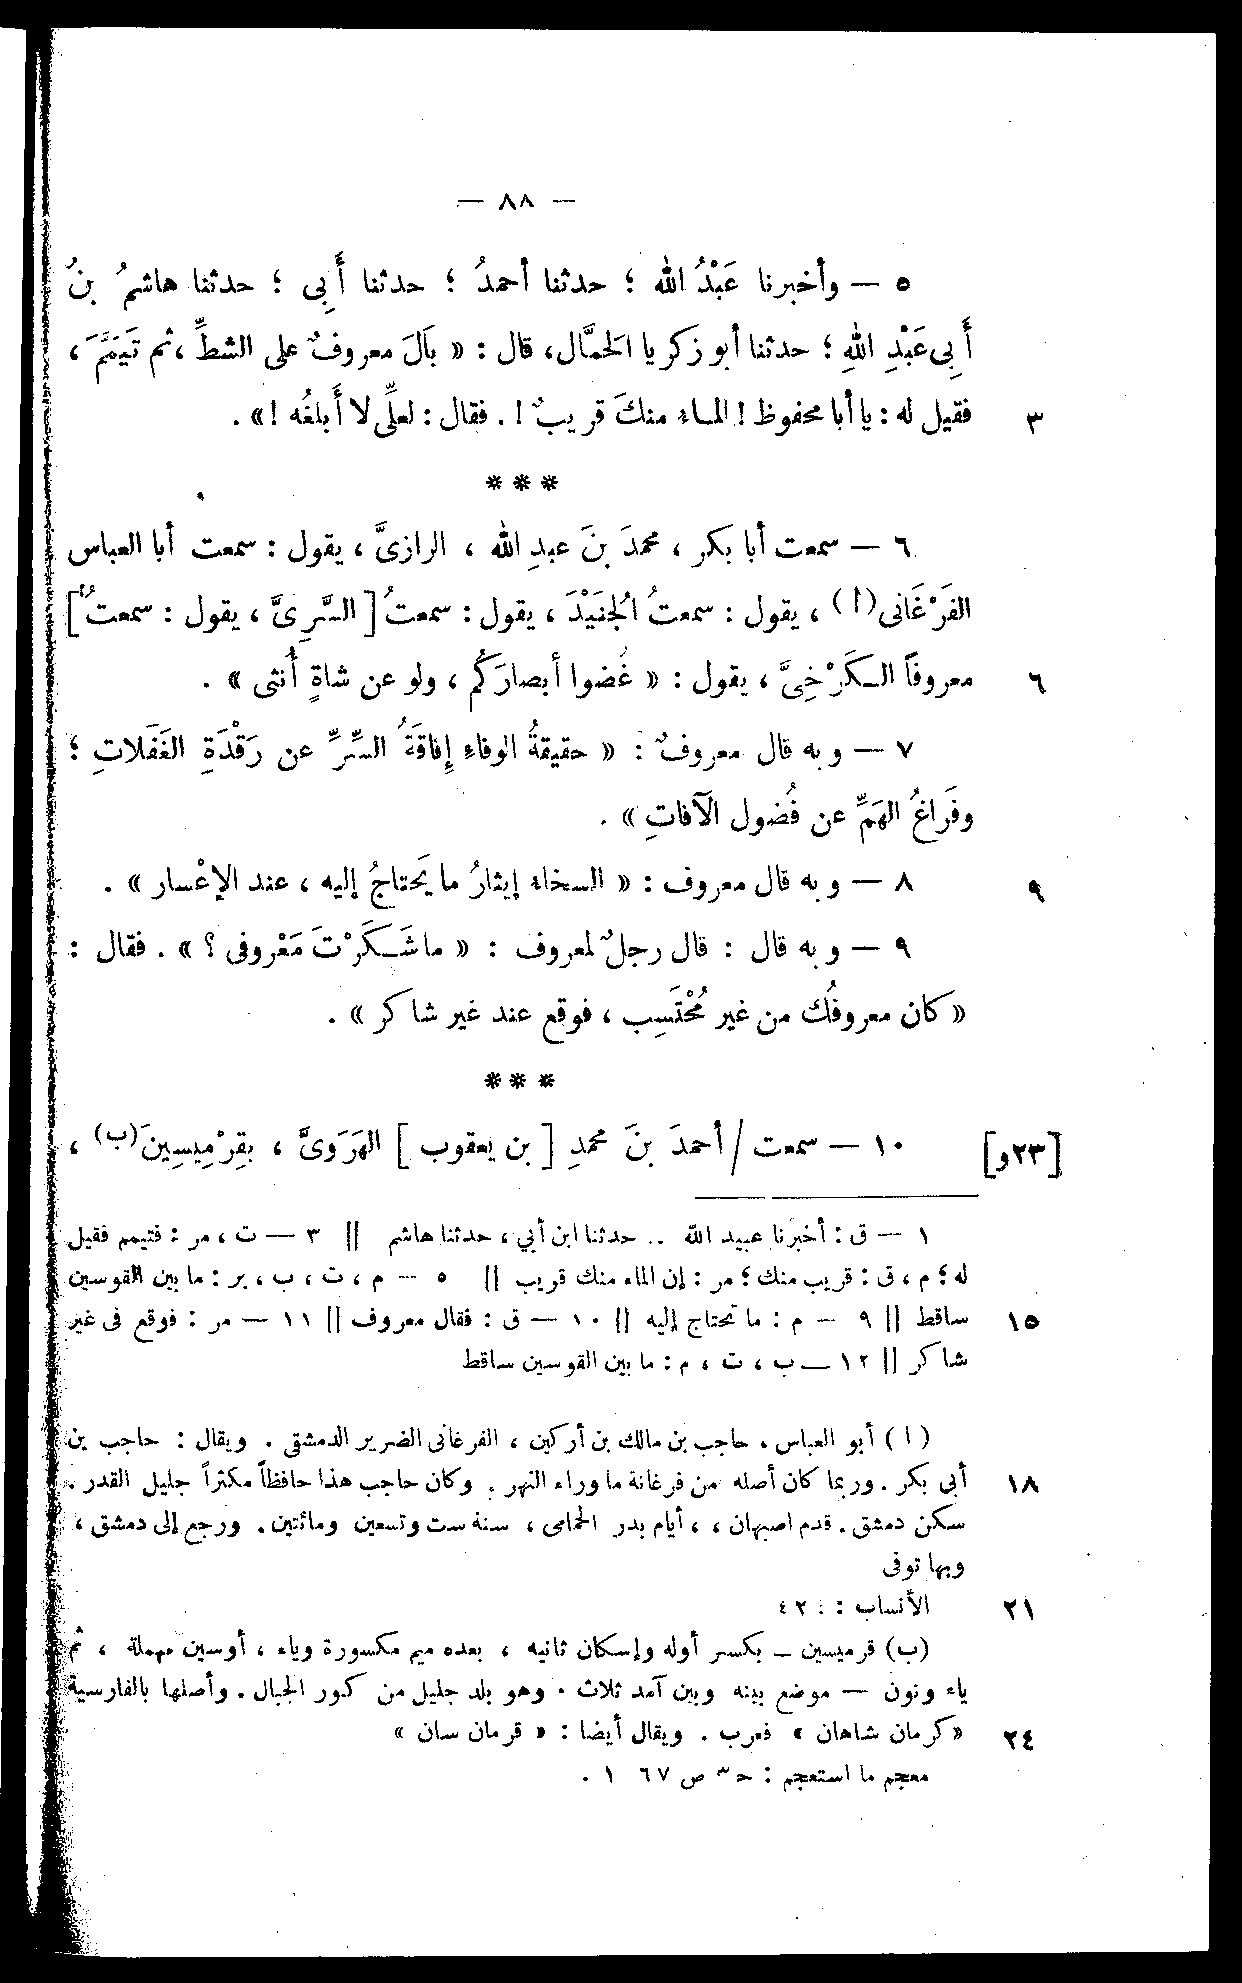 — ٨٨ —
٥ — وأخبرنا عَبْدُ الله ؛ حدثنا أحمدُ ؛ حدثنا أَبِى ؛ حدثنا هاشمُ بنُ
أَبِى عَبْدِ اللهِ ؛ حدثنا أبو زكريا الحَمَّال، قال : « بَالَ معروفٌ على الشطِّ ، ثم تَيَمَّمَ ،
فقيل له : يا أبا محفوظ ! الماء منكَ قريبٌ ! . فقال : لعلِّى لا أَبلغُه ! » .
٣
***
٦ — سمعت أبا بكر ، محمدَ بنَ عبدِ الله ، الرازىَّ ، يقول : سمعت أبا العباس
الفَرْغَانى(ا) ، يقول : سمعتُ الجُنَيْدَ ، يقول : سمعتُ [ السَّرِىَّ ، يقول : سمعتُ ]
معروفاً الكَرْخِىَّ ، يقول : « غُضوا أبصارَكُم ، ولو عن شاةٍ أُنثى » .
٦
٧ — وبه قال معروفٌ : « حقيقةُ الوفاءِ إِفاقَةُ السِّرِّ عن رَقْدَةِ الغَفَلاتِ ؛
وفَراغُ الهَمِّ عن فُضول الآفاتِ » .
٨ — وبه قال معروف : « السخاء إيثارُ ما يَحتاجُ إليه ، عند الإعْسار » .
٩
٩ — وبه قال : قال رجلٌ لمعروف : « ما شَكَرْتَ مَعْروفى ؟ » . فقال :
« كان معروفُك من غير مُحْتَسِب ، فوقع عند غير شاكر » .
***
١٠ — سمعت / أحمدَ بنَ محمدِ [ بن يعقوب ] الهَرَوىَّ ، بقِرْمِيسِينَ(ب) ،
[٢٣و]
١ — ق : أخبرنا عبيد الله .. حدثنا ابن أبي ، حدثنا هاشم || ٣ — ت ، مر : فتيمم فقيل
له ؛ م ، ق : قريب منك ؛ مر : إن الماء منك قريب || ٥ — م ، ت ، ب ، بر : ما بين القوسين
ساقط || ٩ — م : ما تحتاج إليه || ١٠ — ق : فقال معروف || ١١ — مر : فوقع فى غير
١٥
شاكر || ١٢ — ب ، ت ، م : ما بين القوسين ساقط
( ا ) أبو العباس ، حاجب بن مالك بن أركين ، الفرغانى الضرير الدمشقى . ويقال : حاجب بن
أبى بكر . وربما كان أصله من فرغانة ما وراء النهر . وكان حاجب هذا حافظاً مكثراً جليل القدر .
١٨
سكن دمشق . قدم اصبهان ، ، أيام بدر الحمامى ، سنة ست وتسعين ومائتين . ورجع إلى دمشق ،
وبها توفى
الأنساب : : ٤٢
٢١
(ب) قرميسين — بكسر أوله وإسكان ثانيه ، بعده ميم مكسورة وياء ، أوسين مهملة ، ثم
ياء ونون — موضع بينه وبين آمد ثلاث . وهو بلد جليل من كور الجبال . وأصلها بالفارسية
« كرمان شاهان » فعرب . ويقال أيضا : « قرمان سان »
٢٤
معجم ما استعجم : ح٣ ص ٦٧ ١ .